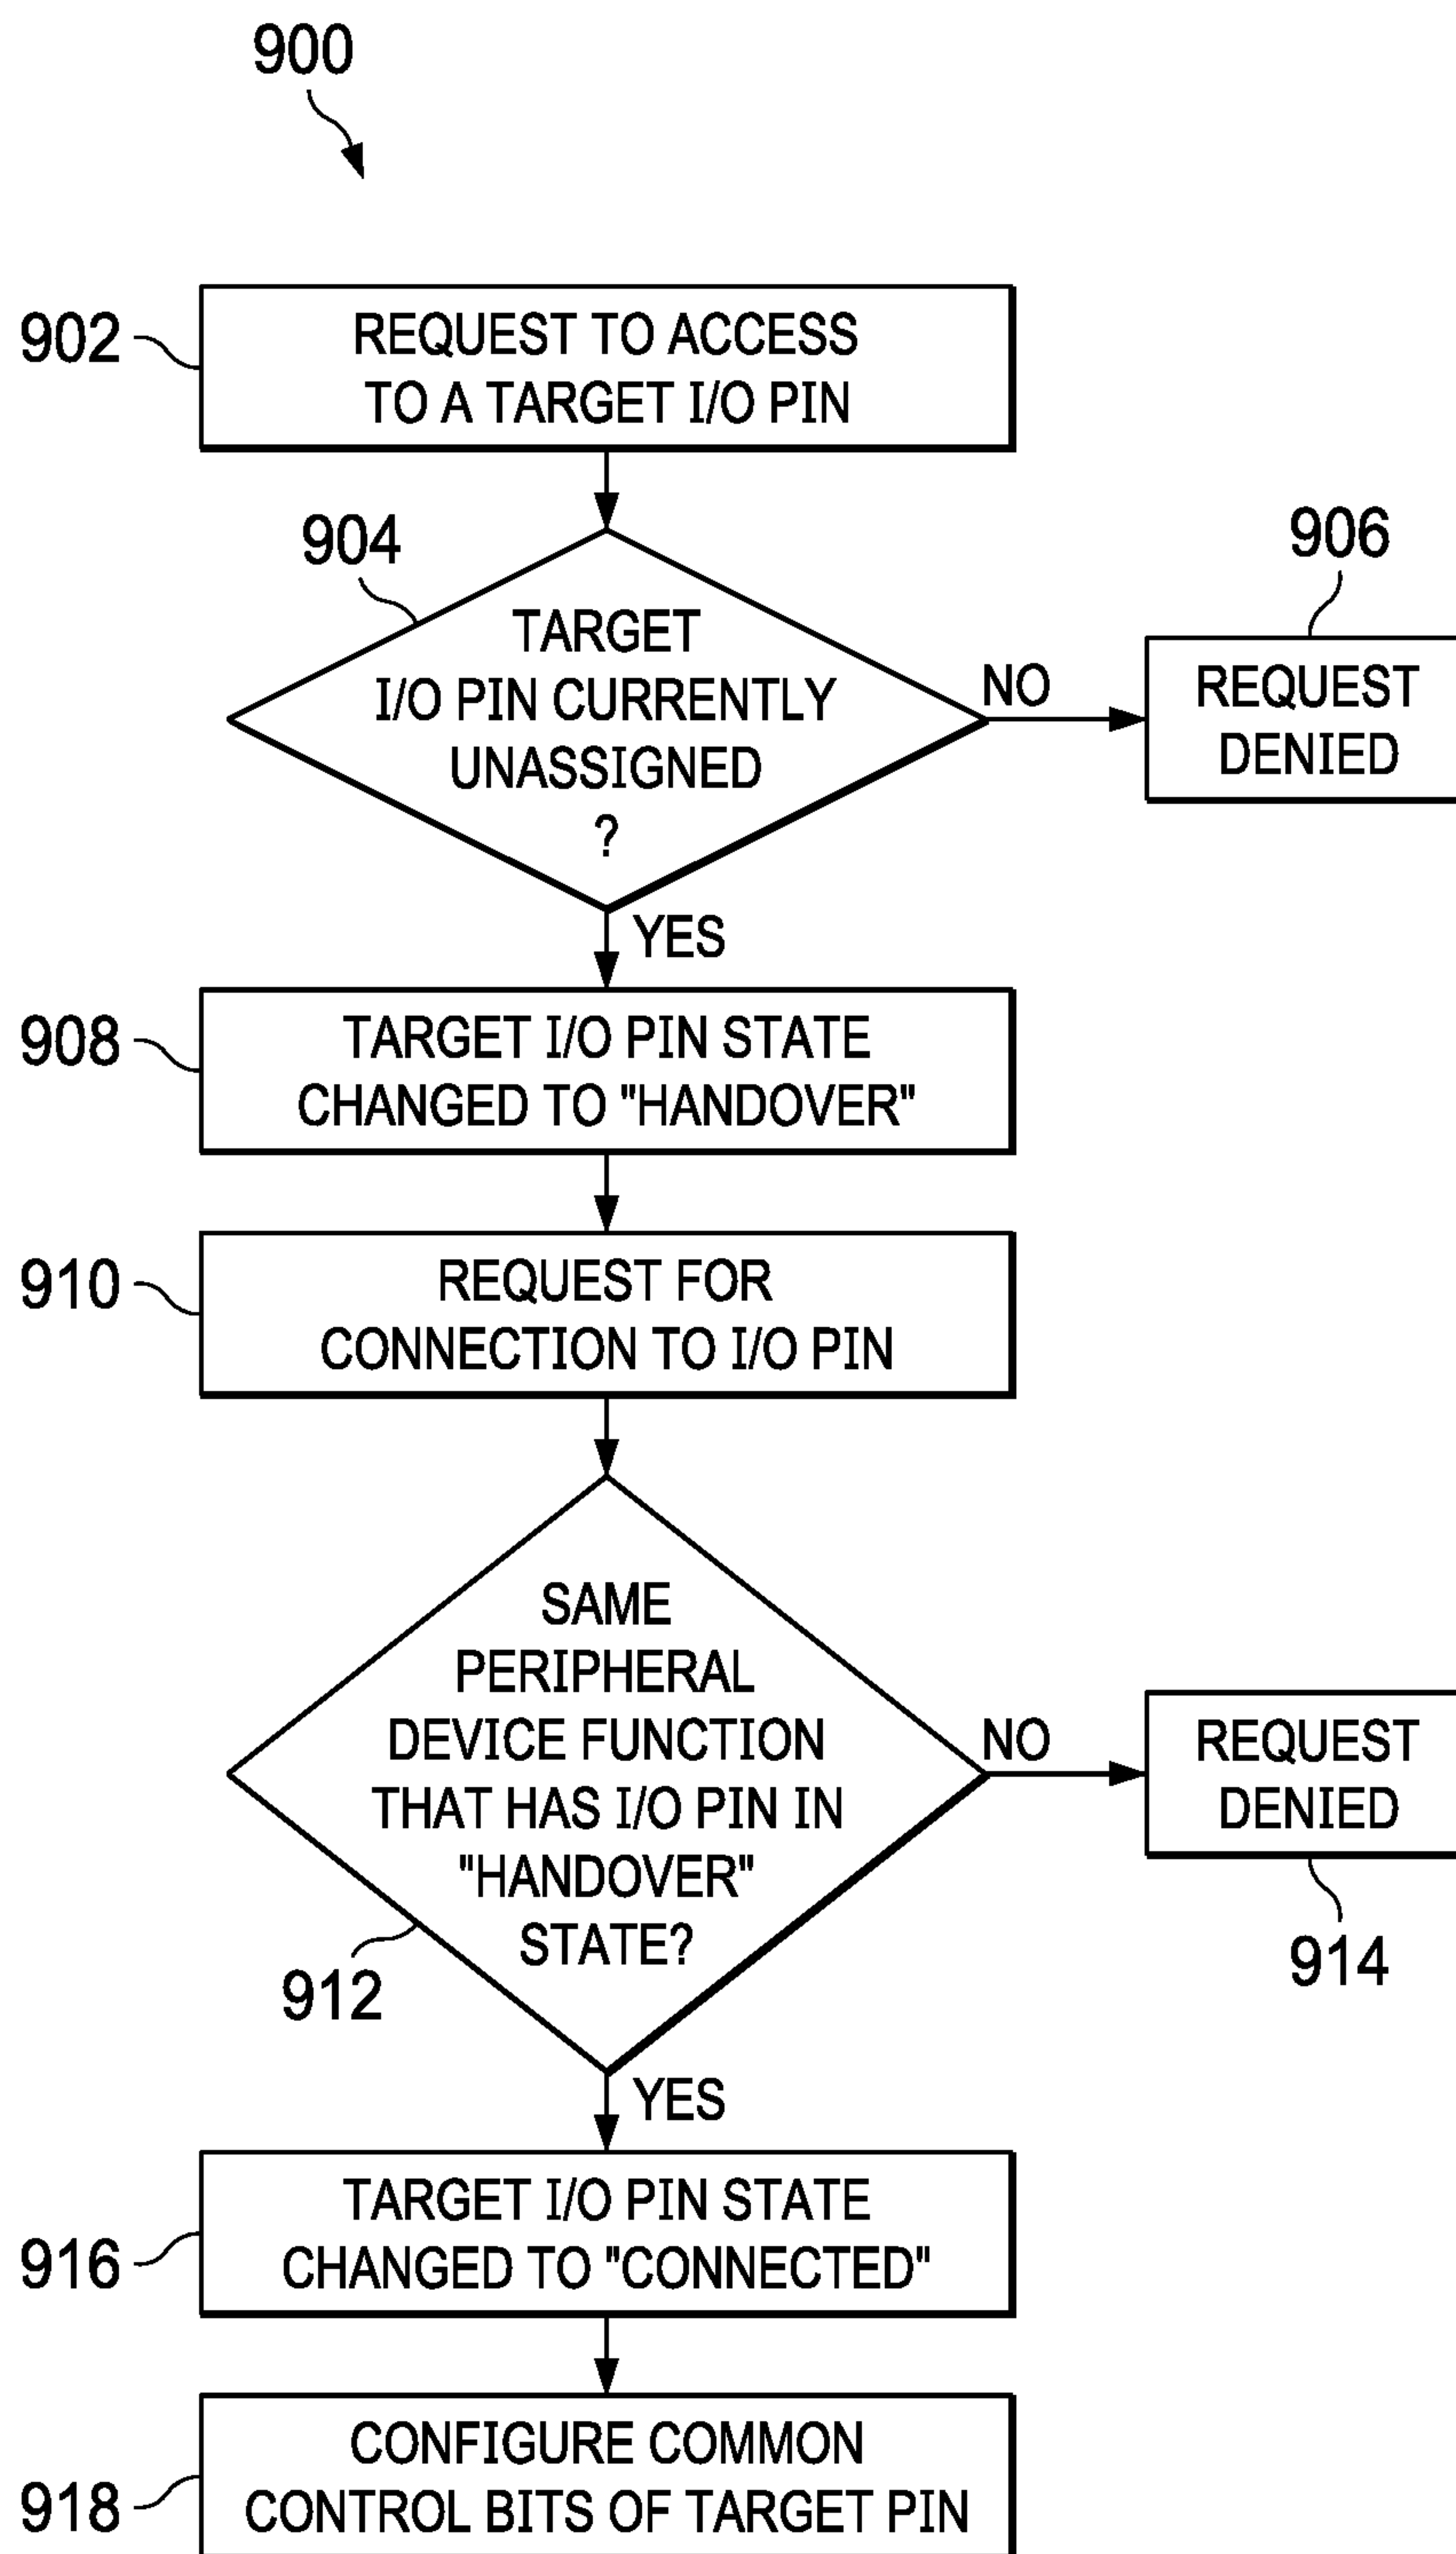 900
902
REQUEST TO ACCESS
TO A TARGET I/O PIN
904
TARGET
I/O PIN CURRENTLY
UNASSIGNED
?
NO
906
REQUEST
DENIED
YES
908
TARGET I/O PIN STATE
CHANGED TO "HANDOVER"
910
REQUEST FOR
CONNECTION TO I/O PIN
SAME
PERIPHERAL
DEVICE FUNCTION
THAT HAS I/O PIN IN
"HANDOVER"
STATE?
912
NO
REQUEST
DENIED
914
YES
916
TARGET I/O PIN STATE
CHANGED TO "CONNECTED"
918
CONFIGURE COMMON
CONTROL BITS OF TARGET PIN